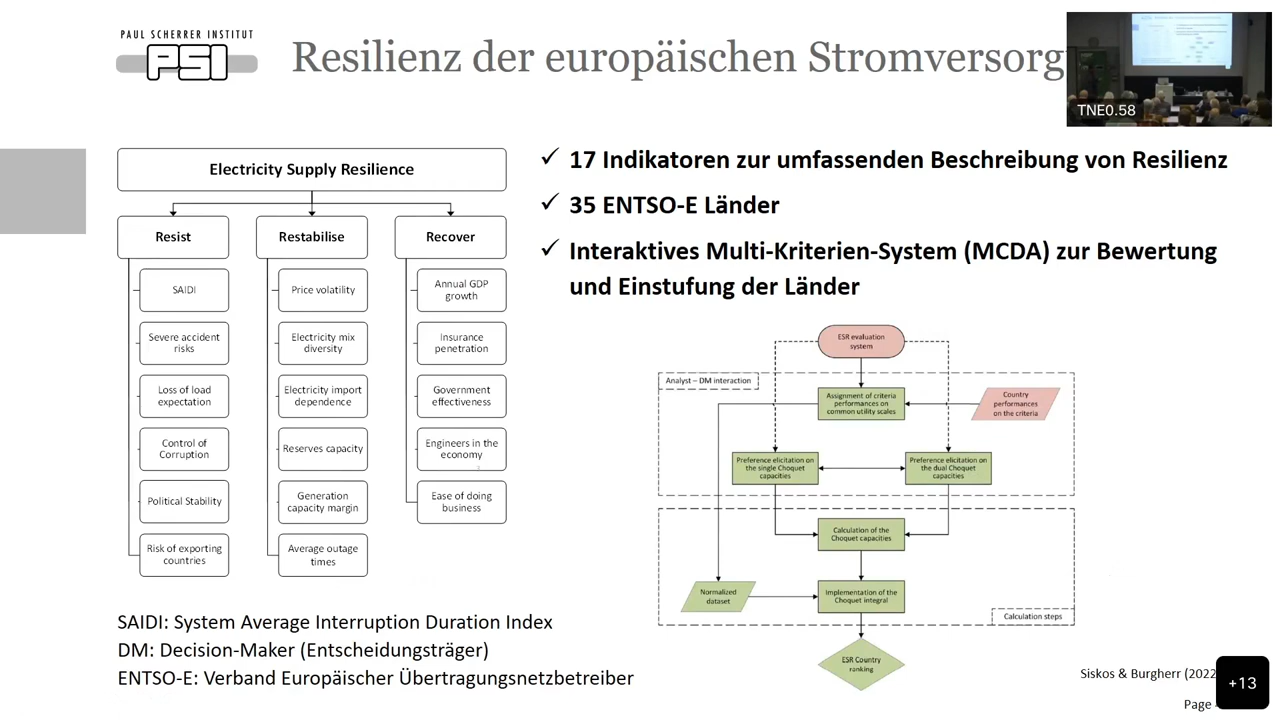 PAUL SCHERRER INSTITUT
PSI
Resilienz der europäischen Stromversorg
TNE0.58
Electricity Supply Resilience
Resist
Restabilise
Recover
SAIDI
Severe accident
risks
Loss of load
expectation
Control of
Corruption
Political Stability
Risk of exporting
countries
Price volatility
Electricity mix
diversity
Electricity import
dependence
Reserves capacity
Generation
capacity margin
Average outage
times
Annual GDP
growth
Insurance
penetration
Government
effectiveness
Engineers in the
economy
Ease of doing
business
✓ 17 Indikatoren zur umfassenden Beschreibung von Resilienz
✓ 35 ENTSO-E Länder
✓ Interaktives Multi-Kriterien-System (MCDA) zur Bewertung
und Einstufung der Länder
ESR evaluation
system
Analyst – DM interaction
Assignment of criteria
performances on
common utility scales
Country
performances
on the criteria
Preference elicitation on
the single Choquet
capacities
Preference elicitation on
the dual Choquet
capacities
Calculation of the
Choquet capacities
Normalized
dataset
Implementation of the
Choquet integral
Calculation steps
ESR Country
ranking
SAIDI: System Average Interruption Duration Index
DM: Decision-Maker (Entscheidungsträger)
ENTSO-E: Verband Europäischer Übertragungsnetzbetreiber
Siskos & Burgherr (2022
+13
Page